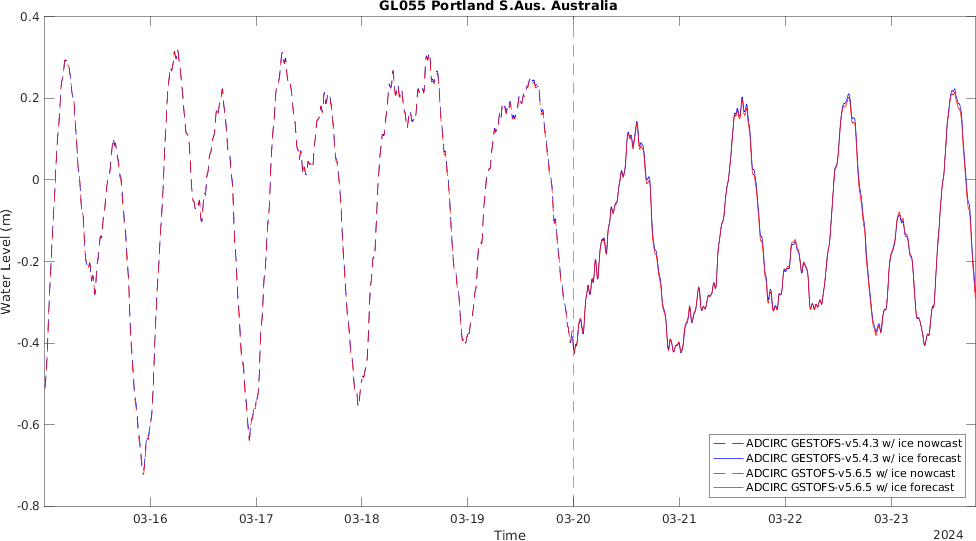 GL055 Portland S.Aus. Australia
0.4
0.2
0
-0.2
-0.4
-0.6
-0.8
Water Level (m)
03-16 03-17 03-18 03-19 03-20 03-21 03-22 03-23
Time
2024
ADCIRC GESTOFS-v5.4.3 w/ ice nowcast
ADCIRC GESTOFS-v5.4.3 w/ ice forecast
ADCIRC GSTOFS-v5.6.5 w/ ice nowcast
ADCIRC GSTOFS-v5.6.5 w/ ice forecast